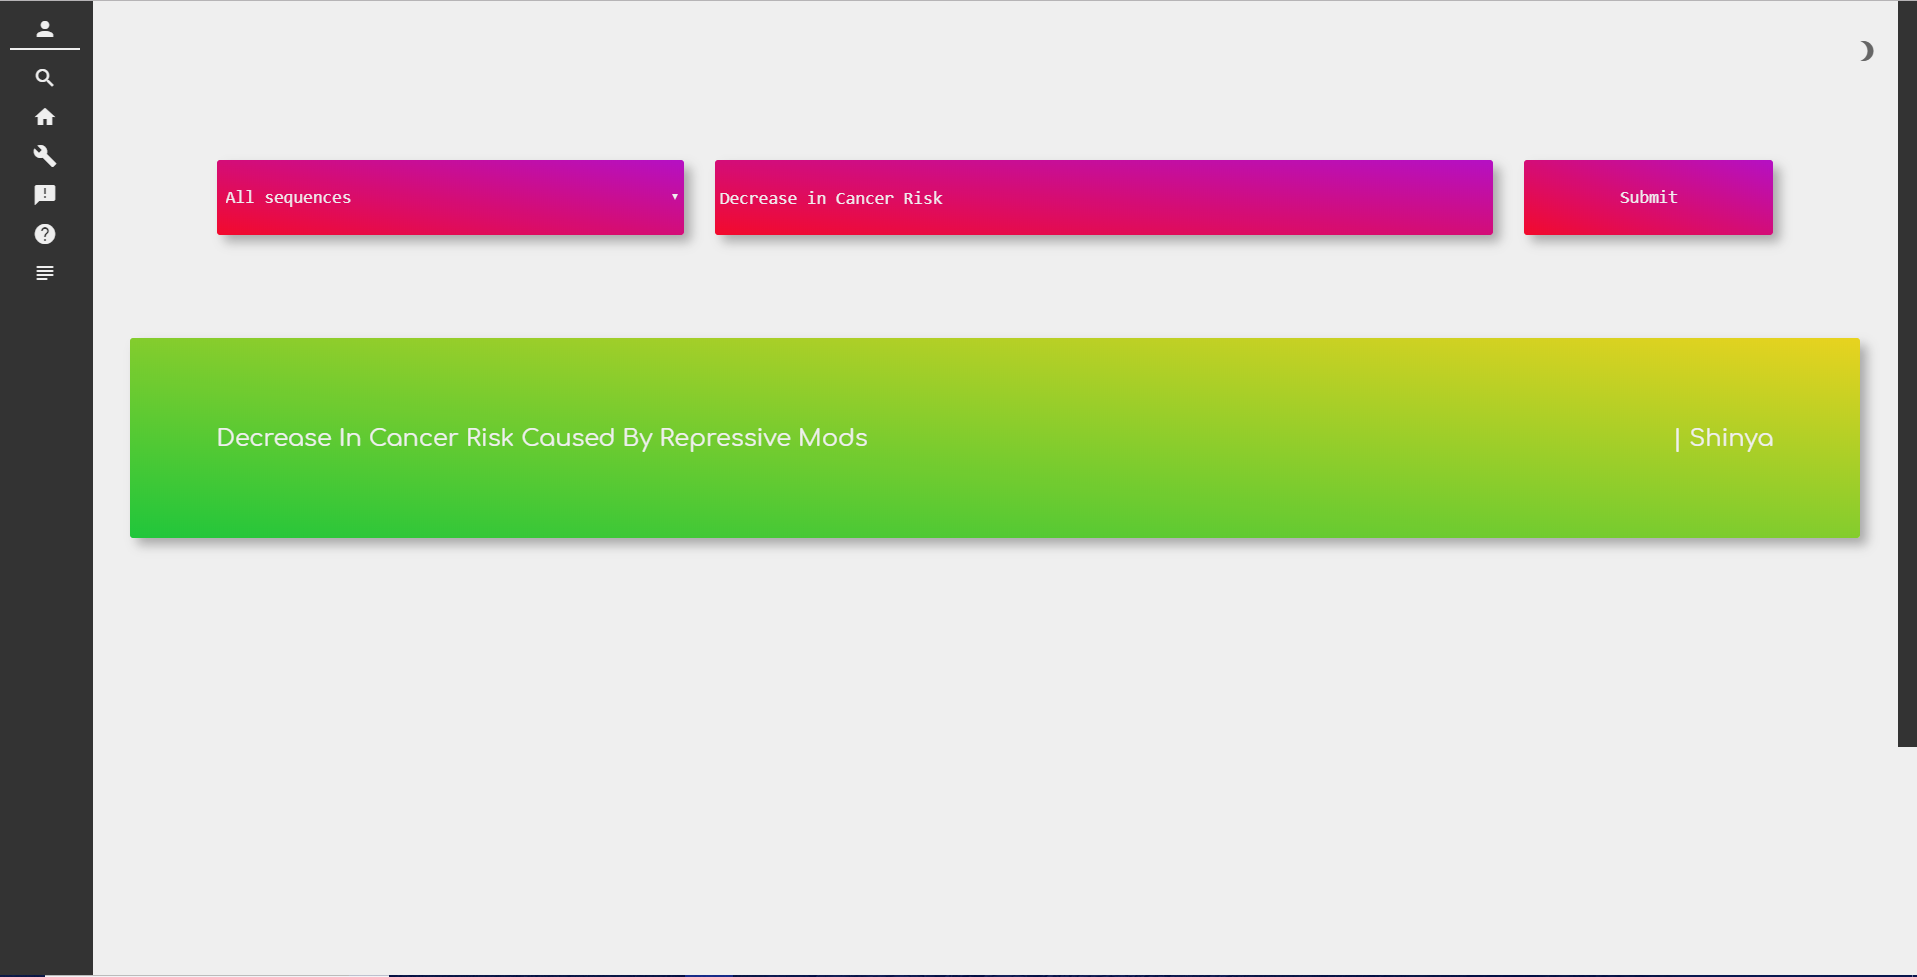 All sequences
Decrease in Cancer Risk
Submit
Decrease In Cancer Risk Caused By Repressive Mods
| Shinya